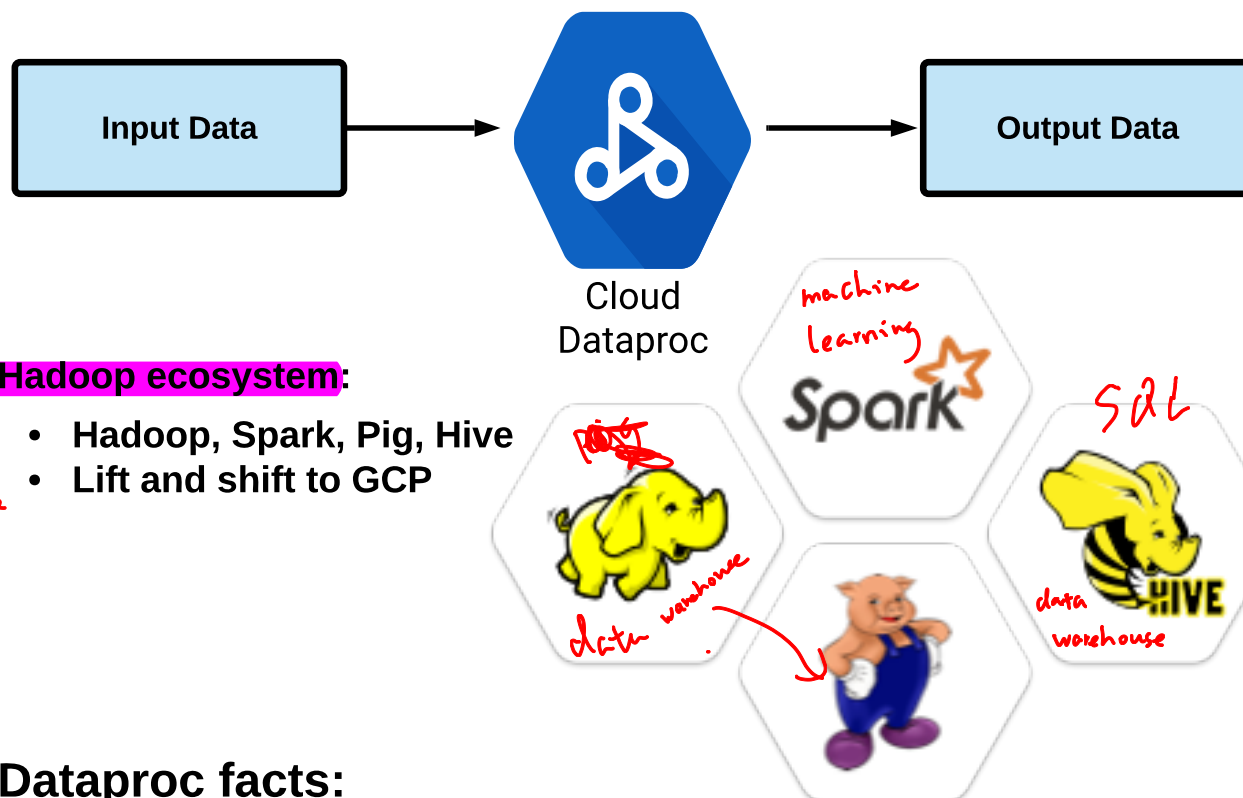 Input Data
Output Data
Cloud
Dataproc
machine
learning
Spark
Hadoop ecosystem:
• Hadoop, Spark, Pig, Hive
• Lift and shift to GCP
SQL
HIVE
data
warehouse
data
warehouse
Dataproc facts: